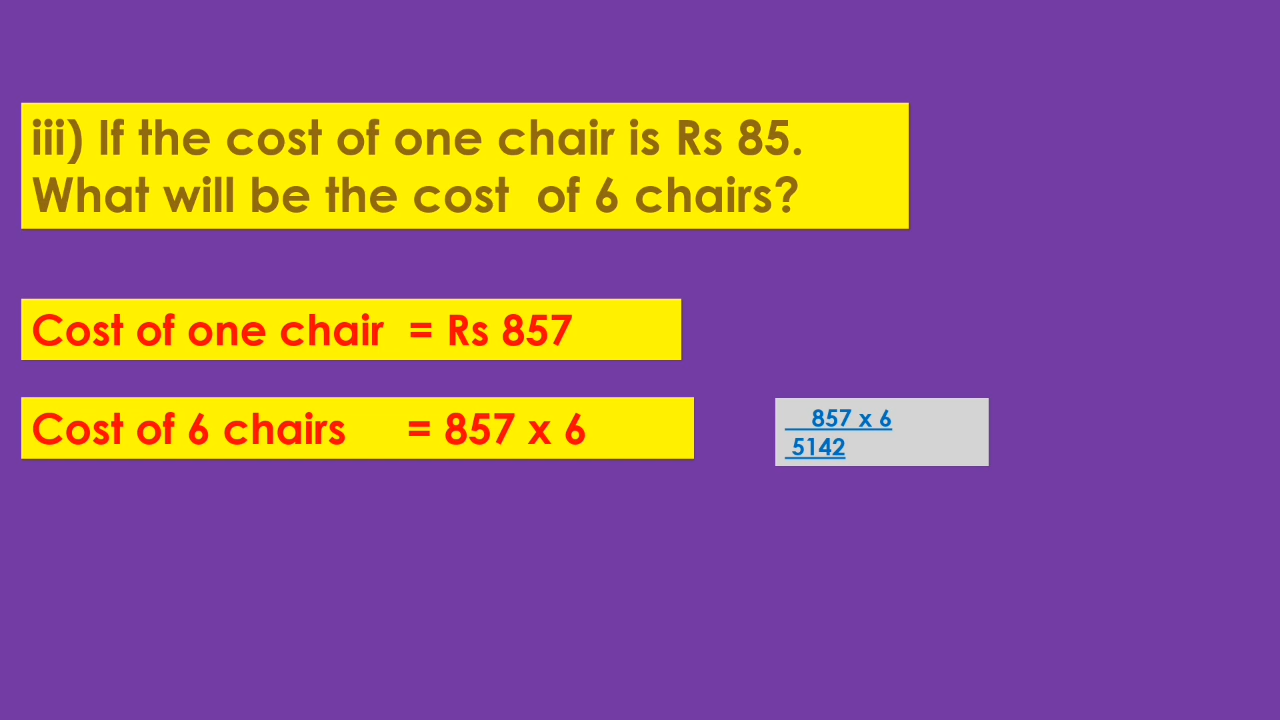 iii) If the cost of one chair is Rs 85.
What will be the cost of 6 chairs?
Cost of one chair = Rs 857
Cost of 6 chairs = 857 x 6
857 x 6
5142